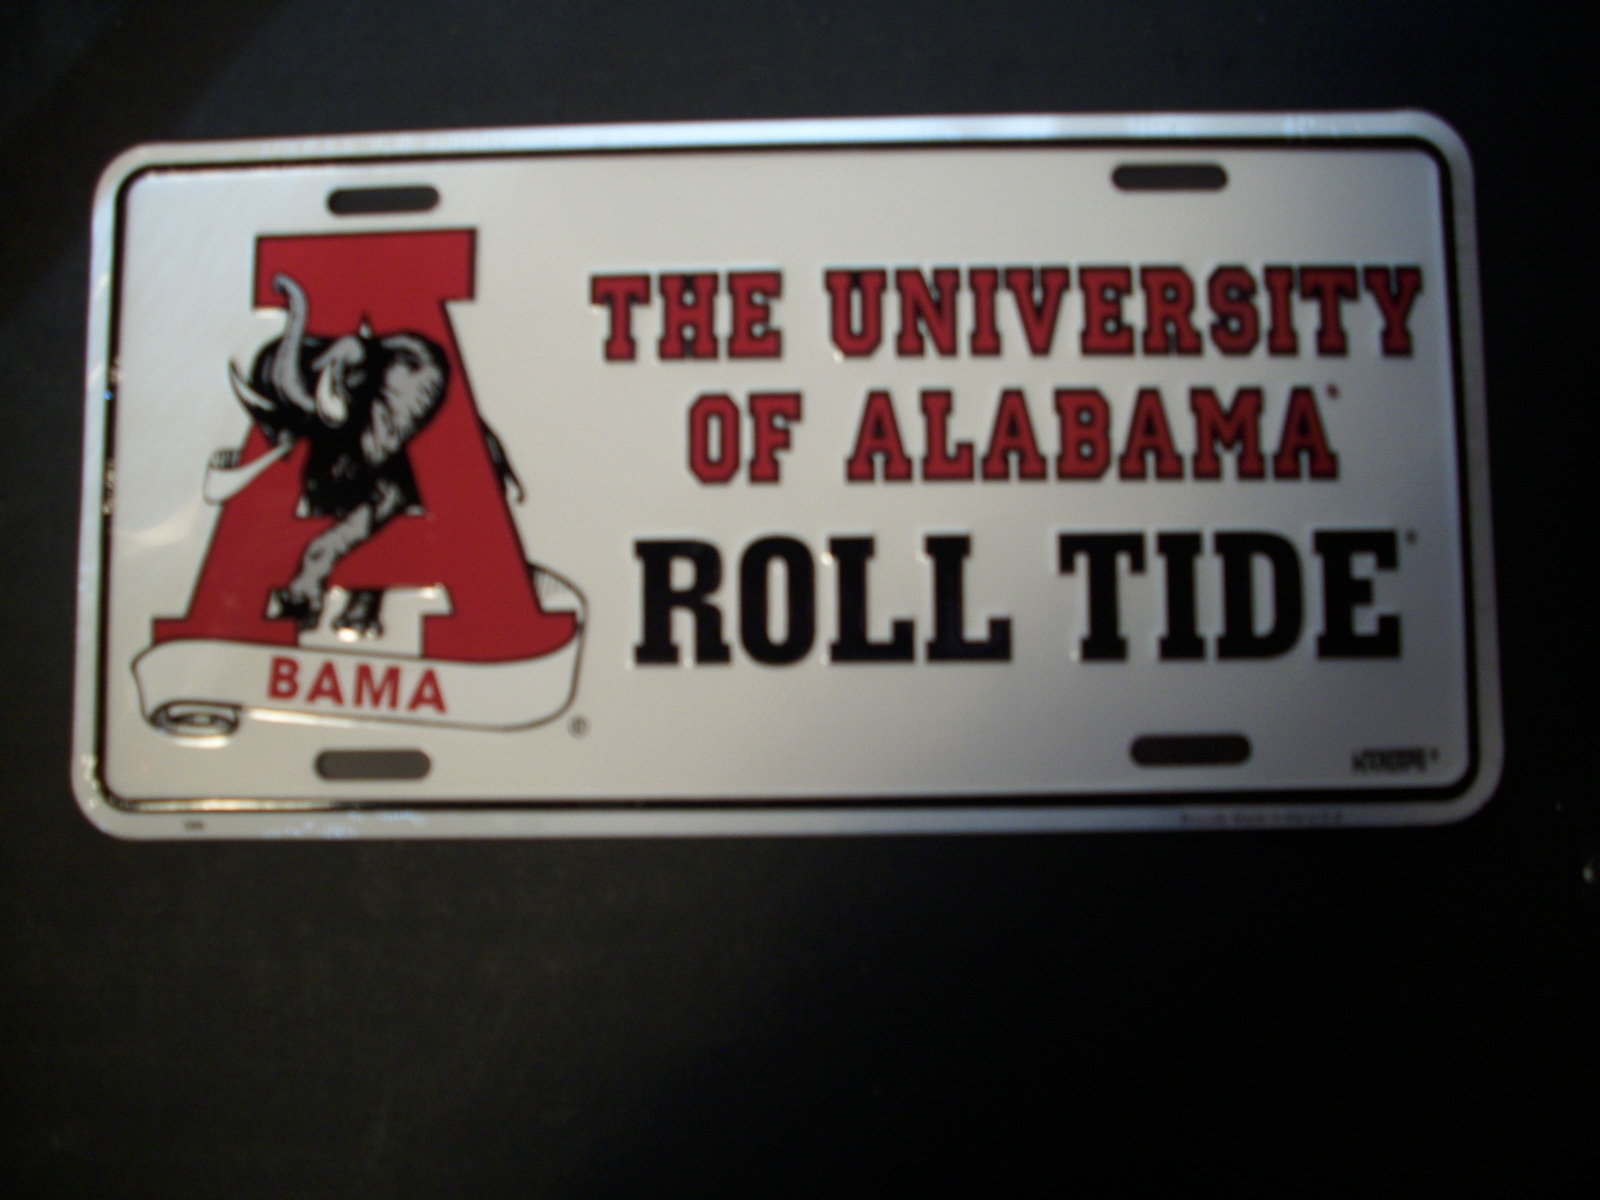 THE UNIVERSITY
OF ALABAMA
ROLL TIDE
BAMA